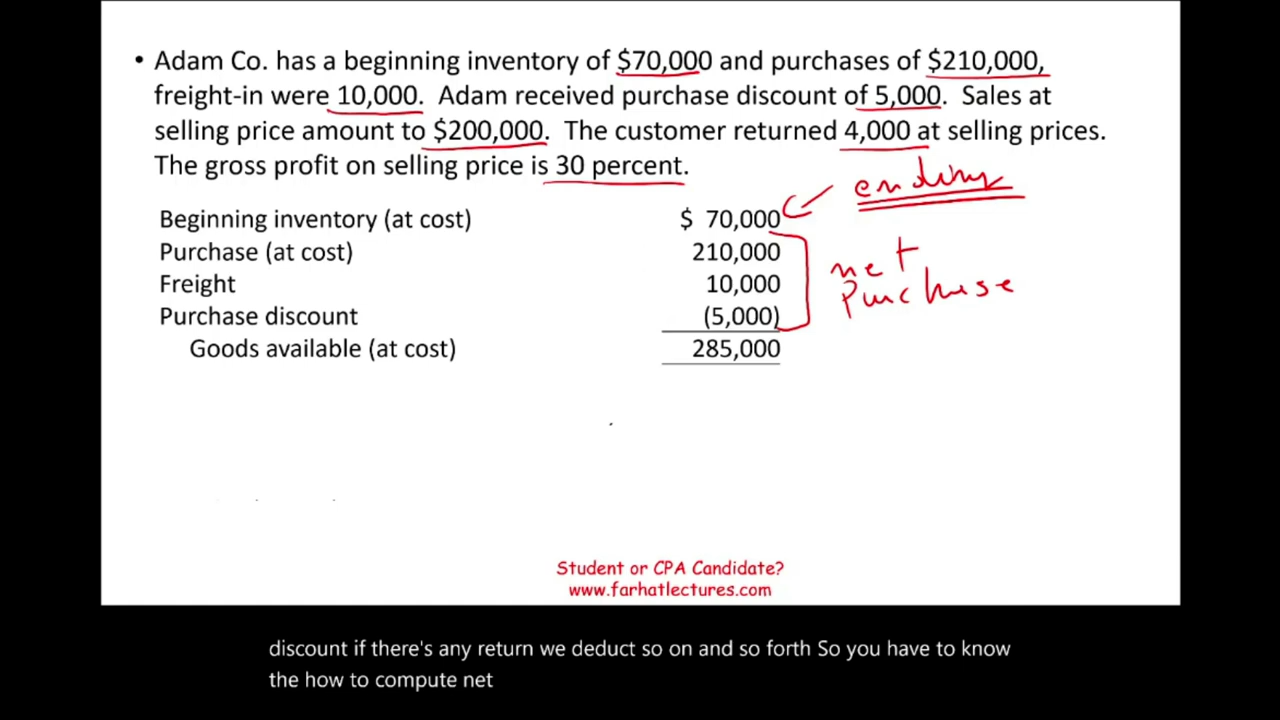 • Adam Co. has a beginning inventory of $70,000 and purchases of $210,000,
freight-in were 10,000. Adam received purchase discount of 5,000. Sales at
selling price amount to $200,000. The customer returned 4,000 at selling prices.
The gross profit on selling price is 30 percent.
ending
Beginning inventory (at cost) $ 70,000
Purchase (at cost) 210,000
net
Freight 10,000
Purchase
Purchase discount (5,000)
Goods available (at cost) 285,000
Student or CPA Candidate?
www.farhatlectures.com
discount if there's any return we deduct so on and so forth So you have to know
the how to compute net